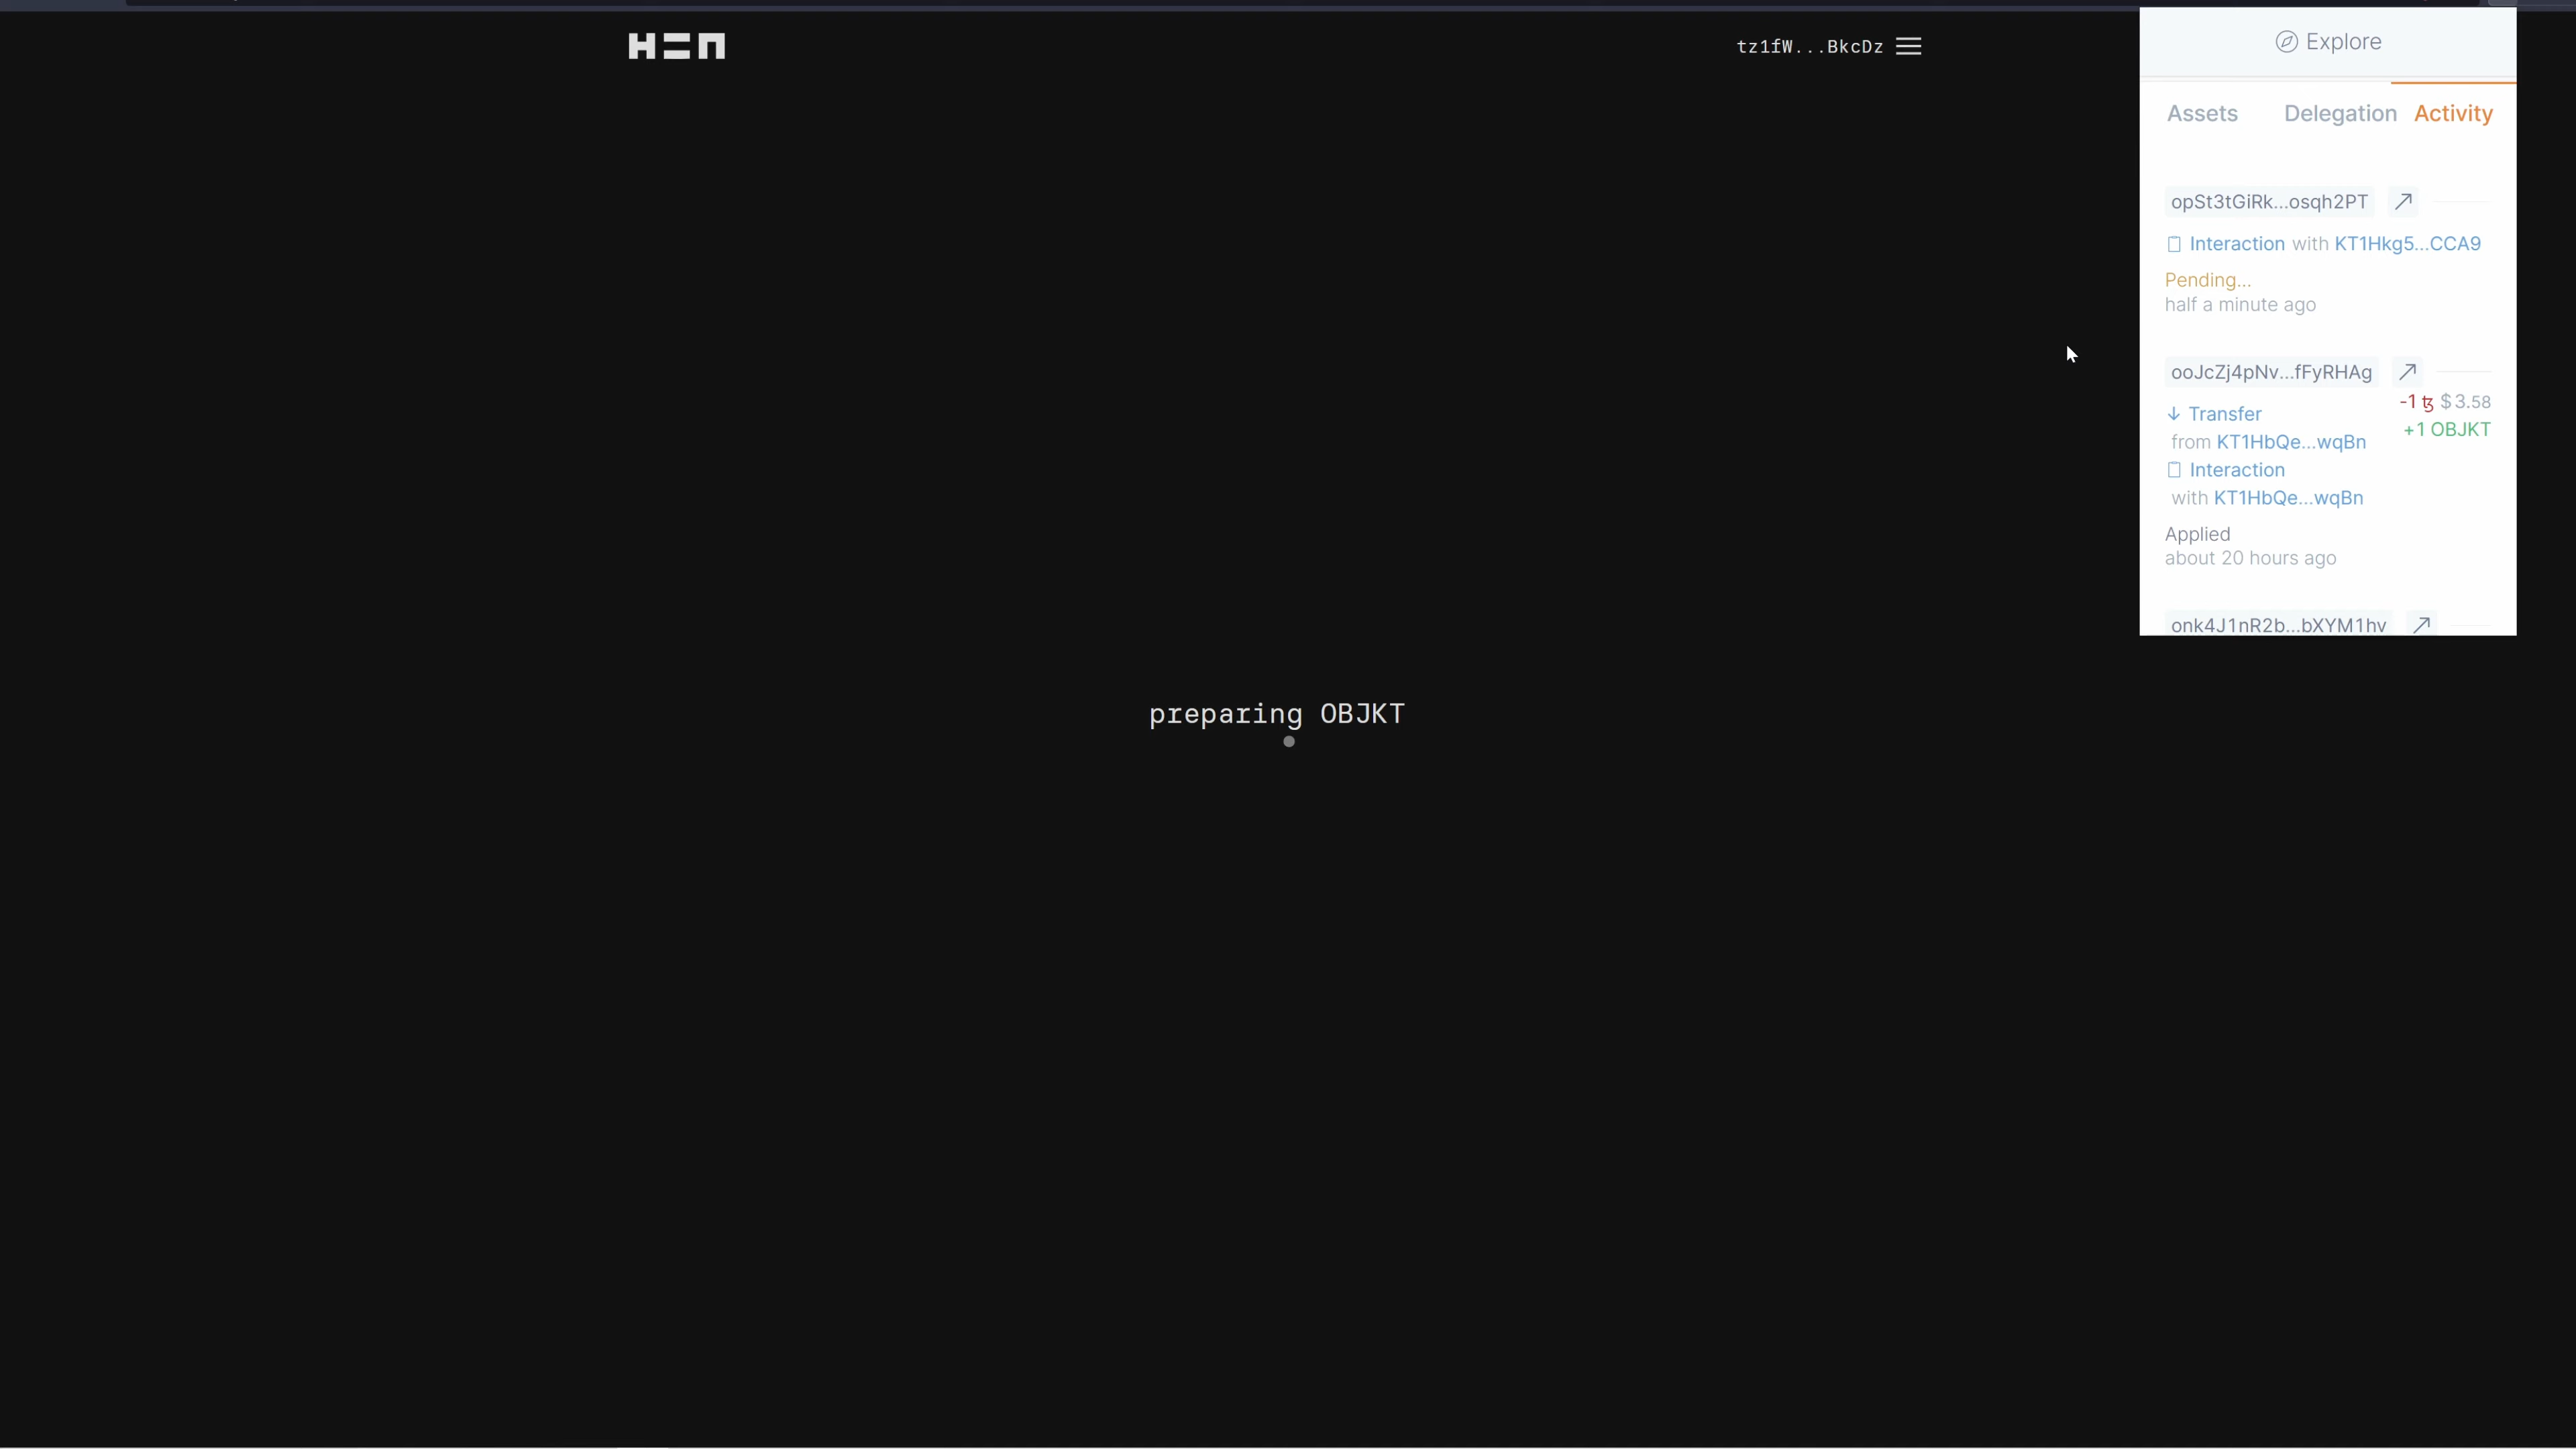 H=N
tz1fW...BkcDz
Explore
Assets Delegation Activity
opSt3tGiRk...osqh2PT
Interaction with KT1Hkg5...CCA9
Pending...
half a minute ago
ooJcZj4pNv...fFyRHAg
-1 ꜩ $3.58
Transfer
+1 OBJKT
from KT1HbQe...wqBn
Interaction
with KT1HbQe...wqBn
Applied
about 20 hours ago
onk4J1nR2b...bXYM1hv
preparing OBJKT